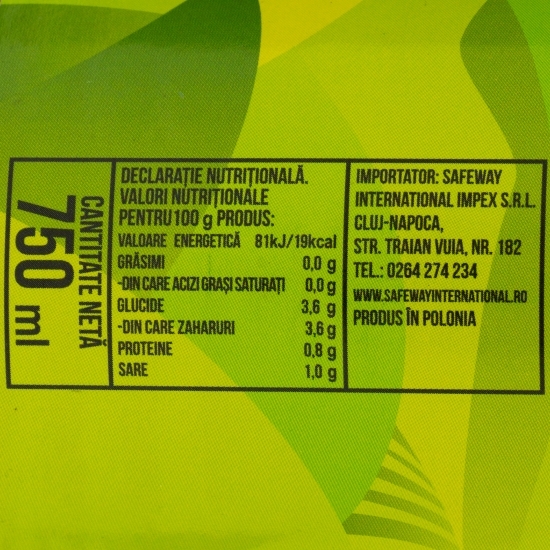 CANTITATE NETĂ
750 ml
DECLARAȚIE NUTRIȚIONALĂ.
VALORI NUTRIȚIONALE
PENTRU 100 g PRODUS:
VALOARE ENERGETICĂ 81kJ/19kcal
GRĂSIMI 0,0 g
-DIN CARE ACIZI GRAȘI SATURAȚI 0,0 g
GLUCIDE 3,6 g
-DIN CARE ZAHARURI 3,6 g
PROTEINE 0,8 g
SARE 1,0 g
IMPORTATOR: SAFEWAY
INTERNATIONAL IMPEX S.R.L.
CLUJ-NAPOCA,
STR. TRAIAN VUIA, NR. 182
TEL.: 0264 274 234
WWW.SAFEWAYINTERNATIONAL.RO
PRODUS ÎN POLONIA